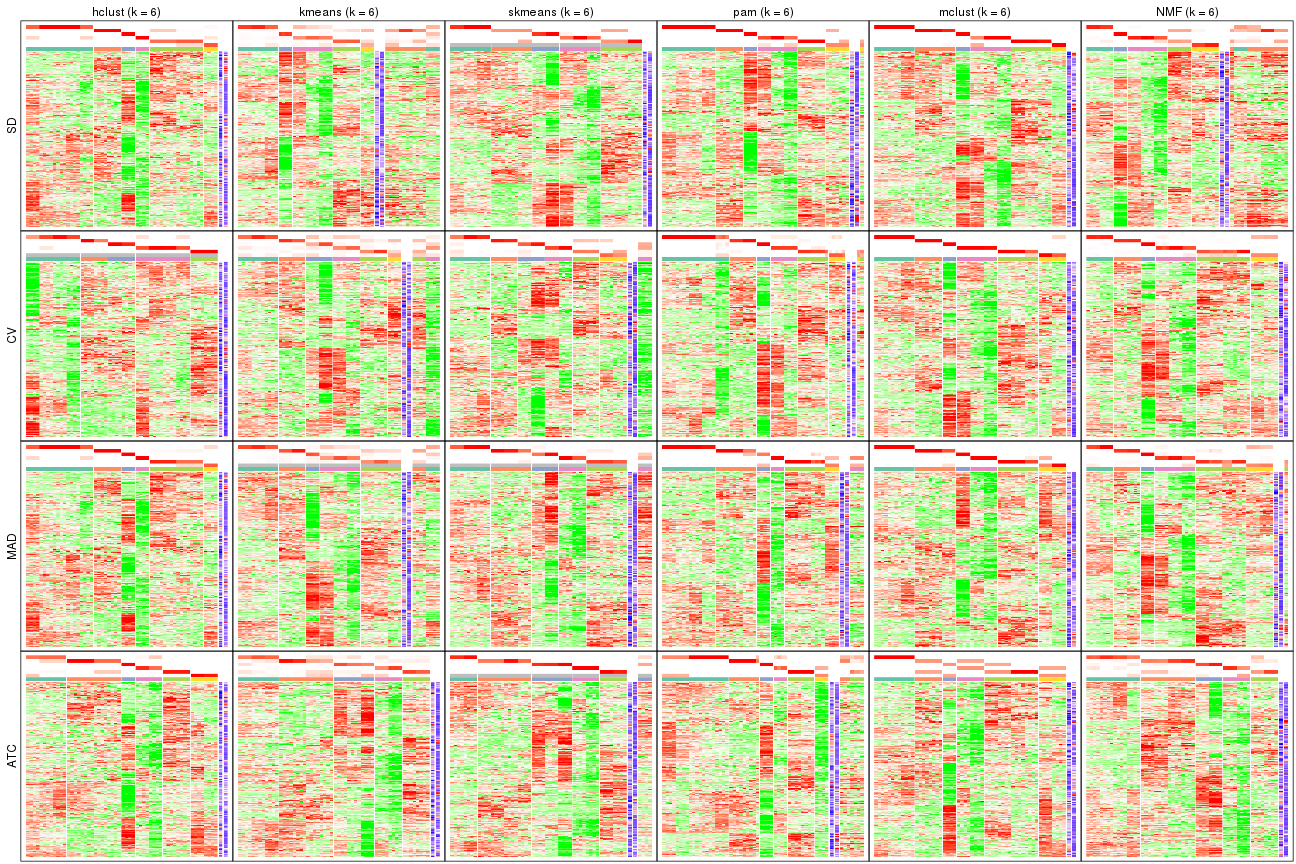 hclust (k = 6) kmeans (k = 6) skmeans (k = 6) pam (k = 6) mclust (k = 6) NMF (k = 6)
SD
CV
MAD
ATC